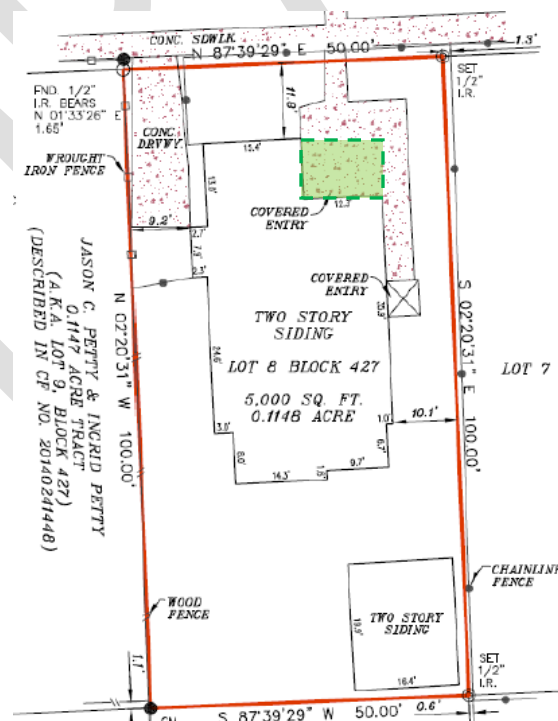 CONC. SDWLK
N 87°39'29" E 50.00'
1.3'
FND. 1/2"
I.R. BEARS
N 01°33'26" E
1.65'
SET
1/2"
I.R.
11.8'
CONC.
DRVWY
WROUGHT
IRON FENCE
15.4'
13.8'
12.3'
COVERED
ENTRY
9.2'
2.7'
7.9'
2.3'
COVERED
ENTRY
TWO STORY
SIDING
LOT 8 BLOCK 427
5,000 SQ. FT.
0.1148 ACRE
24.6'
3.0'
8.0'
14.3'
1.6'
9.7'
6.7'
1.0'
10.1'
N 02°20'31" W 100.00'
S 02°20'31" E 100.00'
LOT 7
JASON C. PETTY & INGRID PETTY
0.1147 ACRE TRACT
(A.K.A. LOT 9, BLOCK 427)
(DESCRIBED IN CF NO. 20140241448)
CHAINLINK
FENCE
WOOD
FENCE
TWO STORY
SIDING
19.9'
16.4'
SET
1/2"
I.R.
1.1'
S 87°39'29" W 50.00'
0.6'